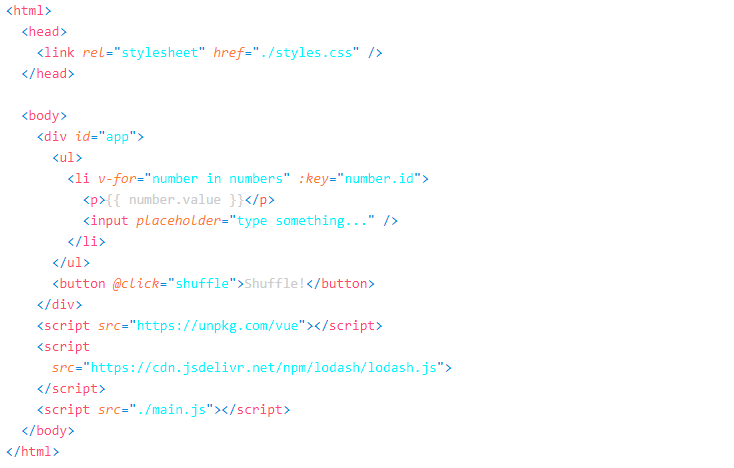 <html>
  <head>
    <link rel="stylesheet" href="./styles.css" />
  </head>

  <body>
    <div id="app">
      <ul>
        <li v-for="number in numbers" :key="number.id">
          <p>{{ number.value }}</p>
          <input placeholder="type something..." />
        </li>
      </ul>
      <button @click="shuffle">Shuffle!</button>
    </div>
    <script src="https://unpkg.com/vue"></script>
    <script
      src="https://cdn.jsdelivr.net/npm/lodash/lodash.js">
    </script>
    <script src="./main.js"></script>
  </body>
</html>